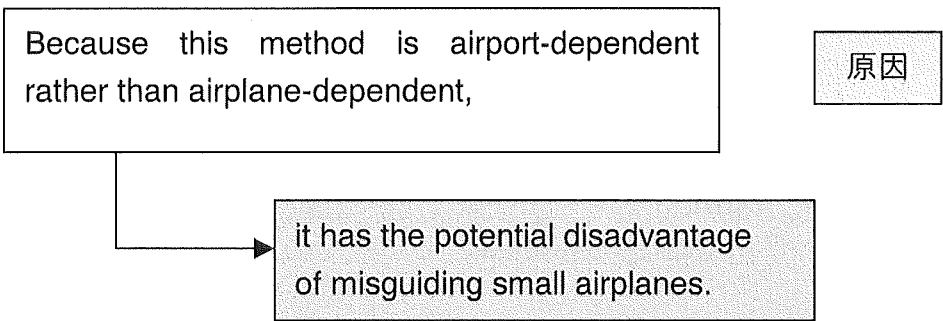 Because this method is airport-dependent
rather than airplane-dependent,
原因
it has the potential disadvantage
of misguiding small airplanes.